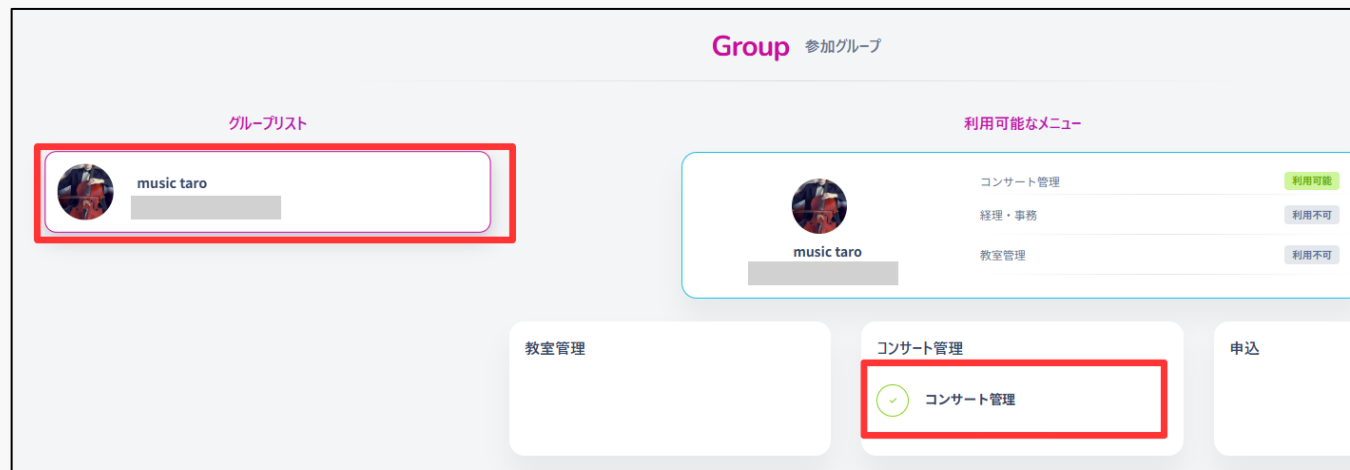 Group 参加グループ
グループリスト
music taro
利用可能なメニュー
music taro
コンサート管理 利用可能
経理・事務 利用不可
教室管理 利用不可
教室管理
コンサート管理
コンサート管理
申込